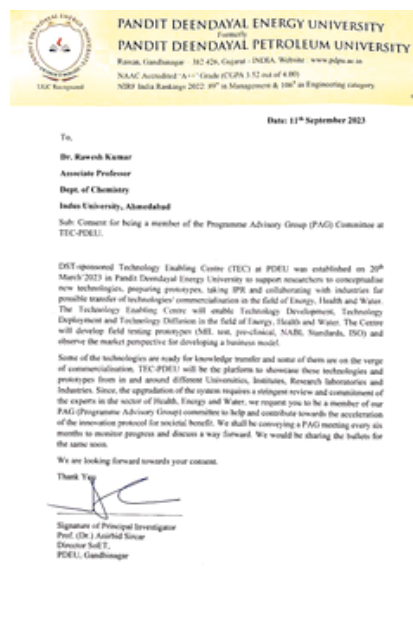 PANDIT DEENDAYAL ENERGY UNIVERSITY
Formerly
PANDIT DEENDAYAL PETROLEUM UNIVERSITY
Raisan, Gandhinagar - 382 426, Gujarat - INDIA. Website : www.pdpu.ac.in
NAAC Accredited "A++" Grade (CGPA 3.52 out of 4.00)
NIRF India Rankings 2022: 89th in Management & 106th in Engineering category
UGC Recognized
Date: 11th September 2023
To,
Dr. Rawesh Kumar
Associate Professor
Dept. of Chemistry
Indus University, Ahmedabad
Sub: Consent for being a member of the Programme Advisory Group (PAG) Committee at
TEC-PDEU.
DST-sponsored Technology Enabling Centre (TEC) at PDEU was established on 20th
March'2023 in Pandit Deendayal Energy University to support researchers to conceptualise
new technologies, preparing prototypes, taking IPR and collaborating with industries for
possible transfer of technologies/ commercialisation in the field of Energy, Health and Water.
The Technology Enabling Centre will enable Technology Development, Technology
Deployment and Technology Diffusion in the field of Energy, Health and Water. The Centre
will develop field testing prototypes (MIL test, pre-clinical, NABL Standards, ISO) and
observe the market perspective for developing a business model.
Some of the technologies are ready for knowledge transfer and some of them are on the verge
of commercialisation. TEC-PDEU will be the platform to showcase these technologies and
prototypes from in and around different Universities, Institutes, Research laboratories and
Industries. Since, the upgradation of the system requires a stringent review and commitment of
the experts in the sector of Health, Energy and Water, we request you to be a member of our
PAG (Programme Advisory Group) committee to help and contribute towards the acceleration
of the innovation protocol for societal benefit. We shall be conveying a PAG meeting every six
months to monitor progress and discuss a way forward. We would be sharing the bullets for
the same soon.
We are looking forward towards your consent.
Thank You
Signature of Principal Investigator
Prof. (Dr.) Anirbid Sircar
Director SoET,
PDEU, Gandhinagar